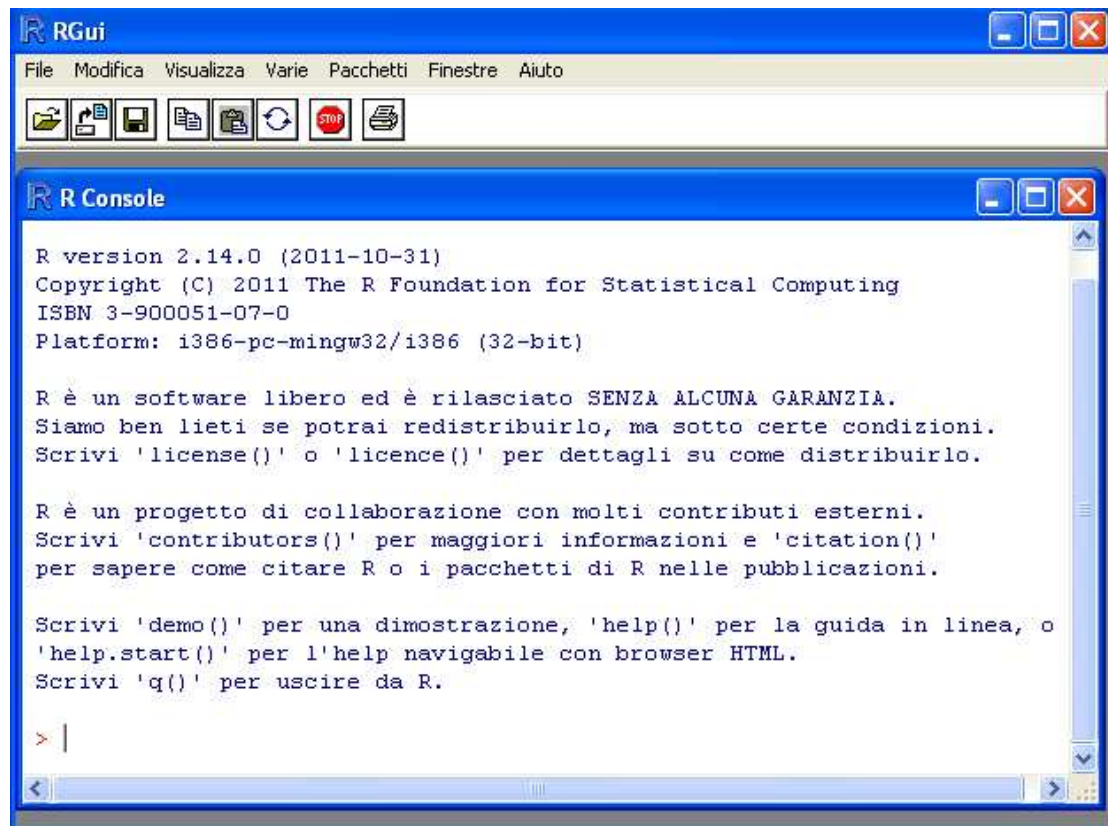 RGui
File Modifica Visualizza Varie Pacchetti Finestre Aiuto
STOP
R Console
R version 2.14.0 (2011-10-31)
Copyright (C) 2011 The R Foundation for Statistical Computing
ISBN 3-900051-07-0
Platform: i386-pc-mingw32/i386 (32-bit)
R è un software libero ed è rilasciato SENZA ALCUNA GARANZIA.
Siamo ben lieti se potrai redistribuirlo, ma sotto certe condizioni.
Scrivi 'license()' o 'licence()' per dettagli su come distribuirlo.
R è un progetto di collaborazione con molti contributi esterni.
Scrivi 'contributors()' per maggiori informazioni e 'citation()'
per sapere come citare R o i pacchetti di R nelle pubblicazioni.
Scrivi 'demo()' per una dimostrazione, 'help()' per la guida in linea, o
'help.start()' per l'help navigabile con browser HTML.
Scrivi 'q()' per uscire da R.
>